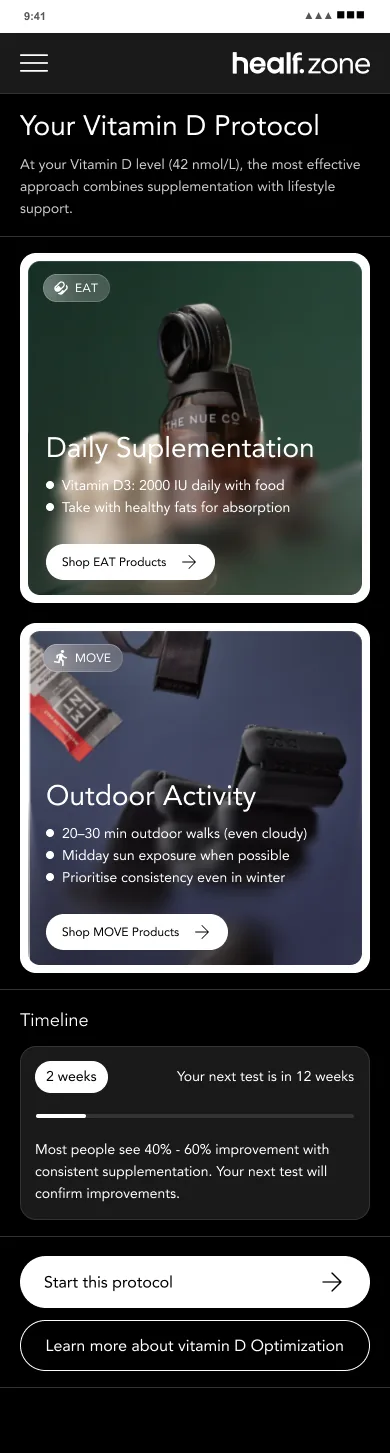 9:41
healf.zone
Your Vitamin D Protocol
At your Vitamin D level (42 nmol/L), the most effective
approach combines supplementation with lifestyle
support.
EAT
THE NUE CO
Daily Suplementation
Vitamin D3: 2000 IU daily with food
Take with healthy fats for absorption
Shop EAT Products
MOVE
Outdoor Activity
20–30 min outdoor walks (even cloudy)
Midday sun exposure when possible
Prioritise consistency even in winter
Shop MOVE Products
Timeline
2 weeks
Your next test is in 12 weeks
Most people see 40% - 60% improvement with
consistent supplementation. Your next test will
confirm improvements.
Start this protocol
Learn more about vitamin D Optimization